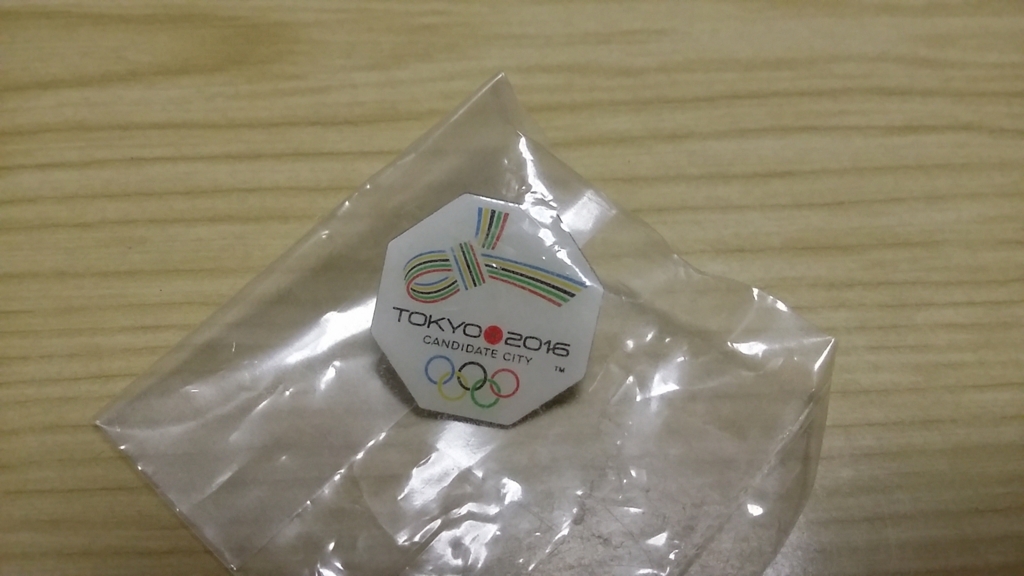 TOKYO 2016
CANDIDATE CITY
TM